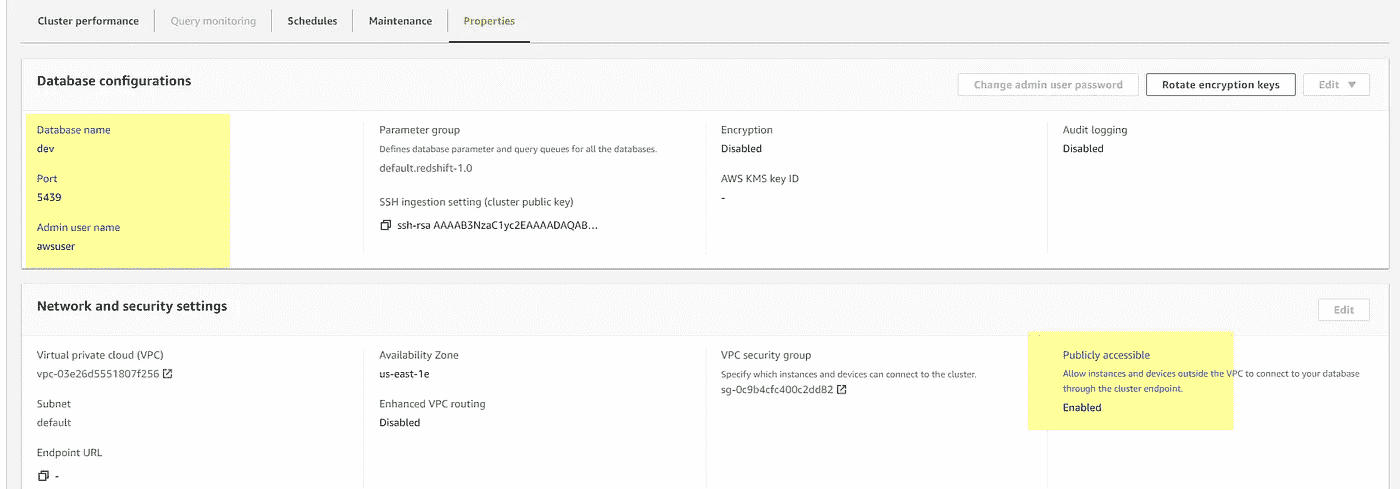 Cluster performance
Query monitoring
Schedules
Maintenance
Properties
Database configurations
Change admin user password
Rotate encryption keys
Edit
Database name
dev
Port
5439
Admin user name
awsuser
Parameter group
Defines database parameter and query queues for all the databases.
default.redshift-1.0
SSH ingestion setting (cluster public key)
ssh-rsa AAAAB3NzaC1yc2EAAAADAQAB...
Encryption
Disabled
AWS KMS key ID
-
Audit logging
Disabled
Network and security settings
Edit
Virtual private cloud (VPC)
vpc-03e26d5551807f256
Subnet
default
Endpoint URL
-
Availability Zone
us-east-1e
Enhanced VPC routing
Disabled
VPC security group
Specify which instances and devices can connect to the cluster.
sg-0c9b4cfc400c2dd82
Publicly accessible
Allow instances and devices outside the VPC to connect to your database
through the cluster endpoint.
Enabled